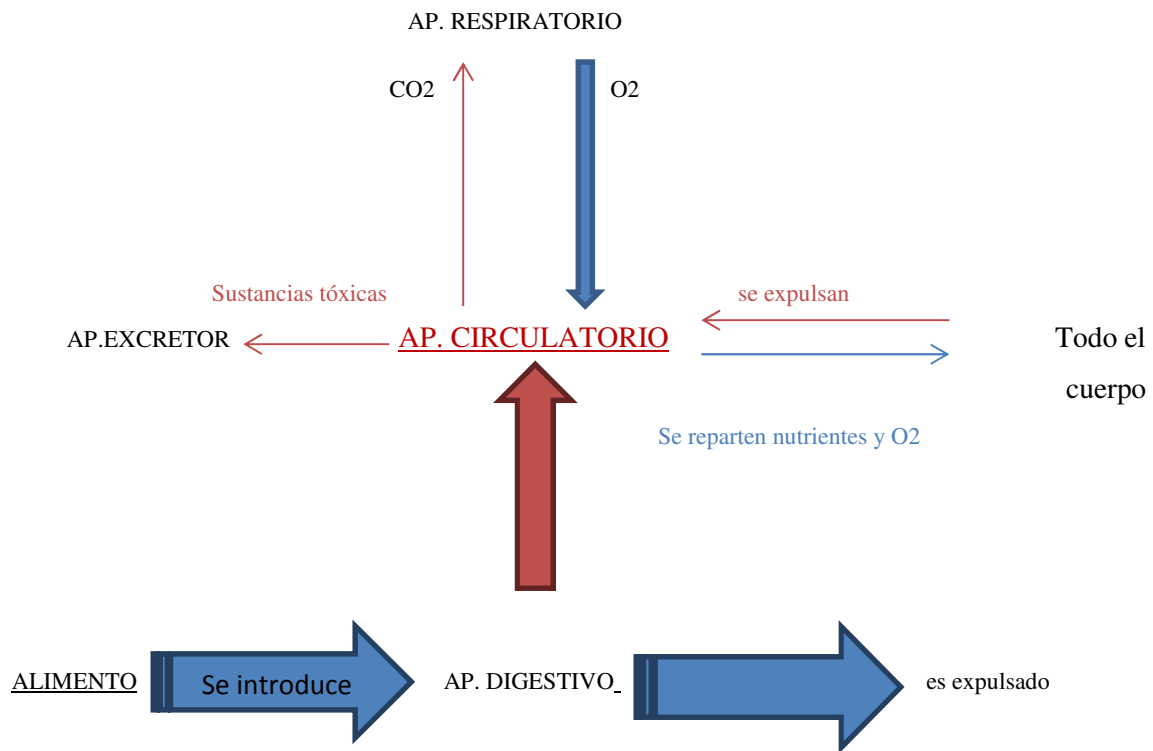 AP. RESPIRATORIO
CO2
O2
Sustancias tóxicas
se expulsan
AP.EXCRETOR
AP. CIRCULATORIO
Todo el
cuerpo
Se reparten nutrientes y O2
ALIMENTO
Se introduce
AP. DIGESTIVO
es expulsado